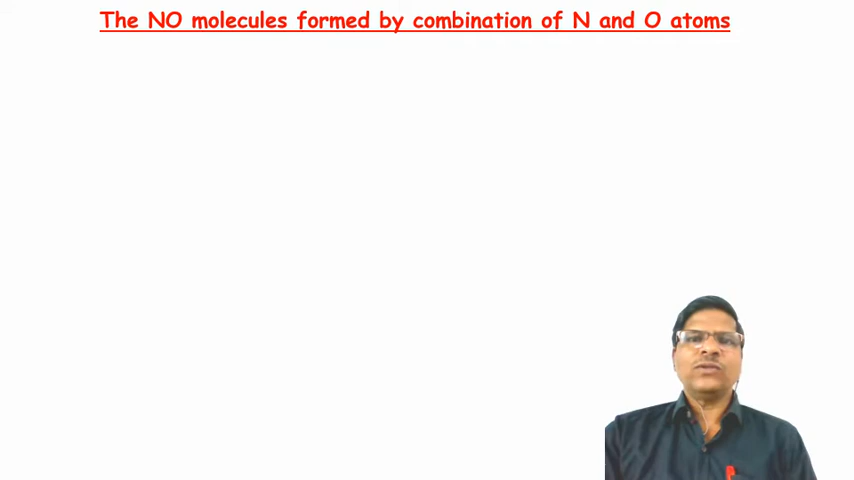 The NO molecules formed by combination of N and O atoms